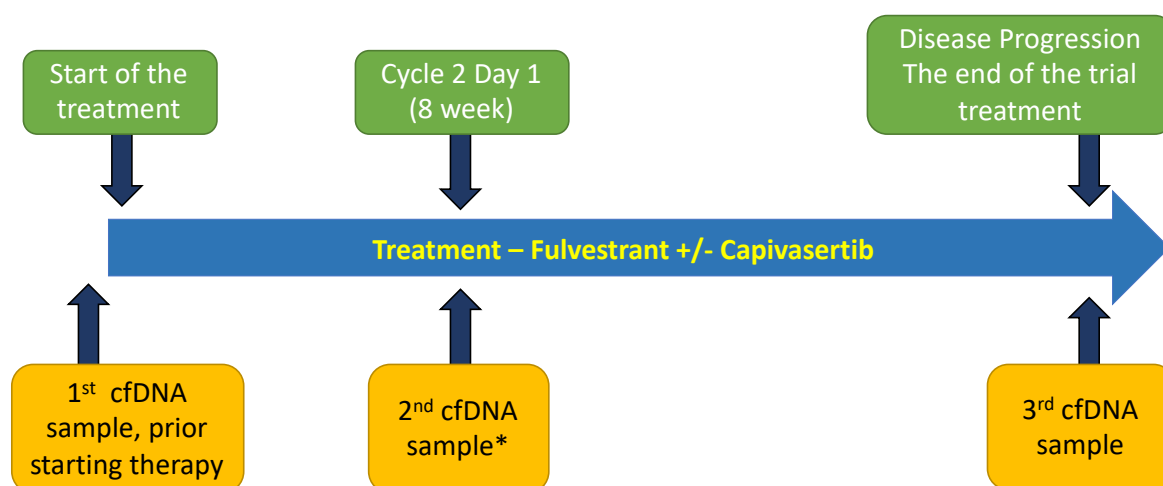 Start of the
treatment
Cycle 2 Day 1
(8 week)
Disease Progression
The end of the trial
treatment
Treatment – Fulvestrant +/- Capivasertib
1st cfDNA
sample, prior
starting therapy
2nd cfDNA
sample*
3rd cfDNA
sample